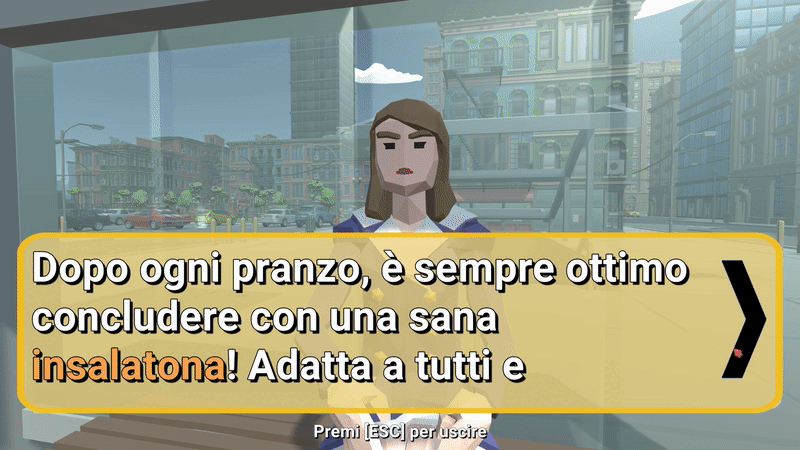 Dopo ogni pranzo, è sempre ottimo
concludere con una sana
insalatona! Adatta a tutti e
Premi [ESC] per uscire